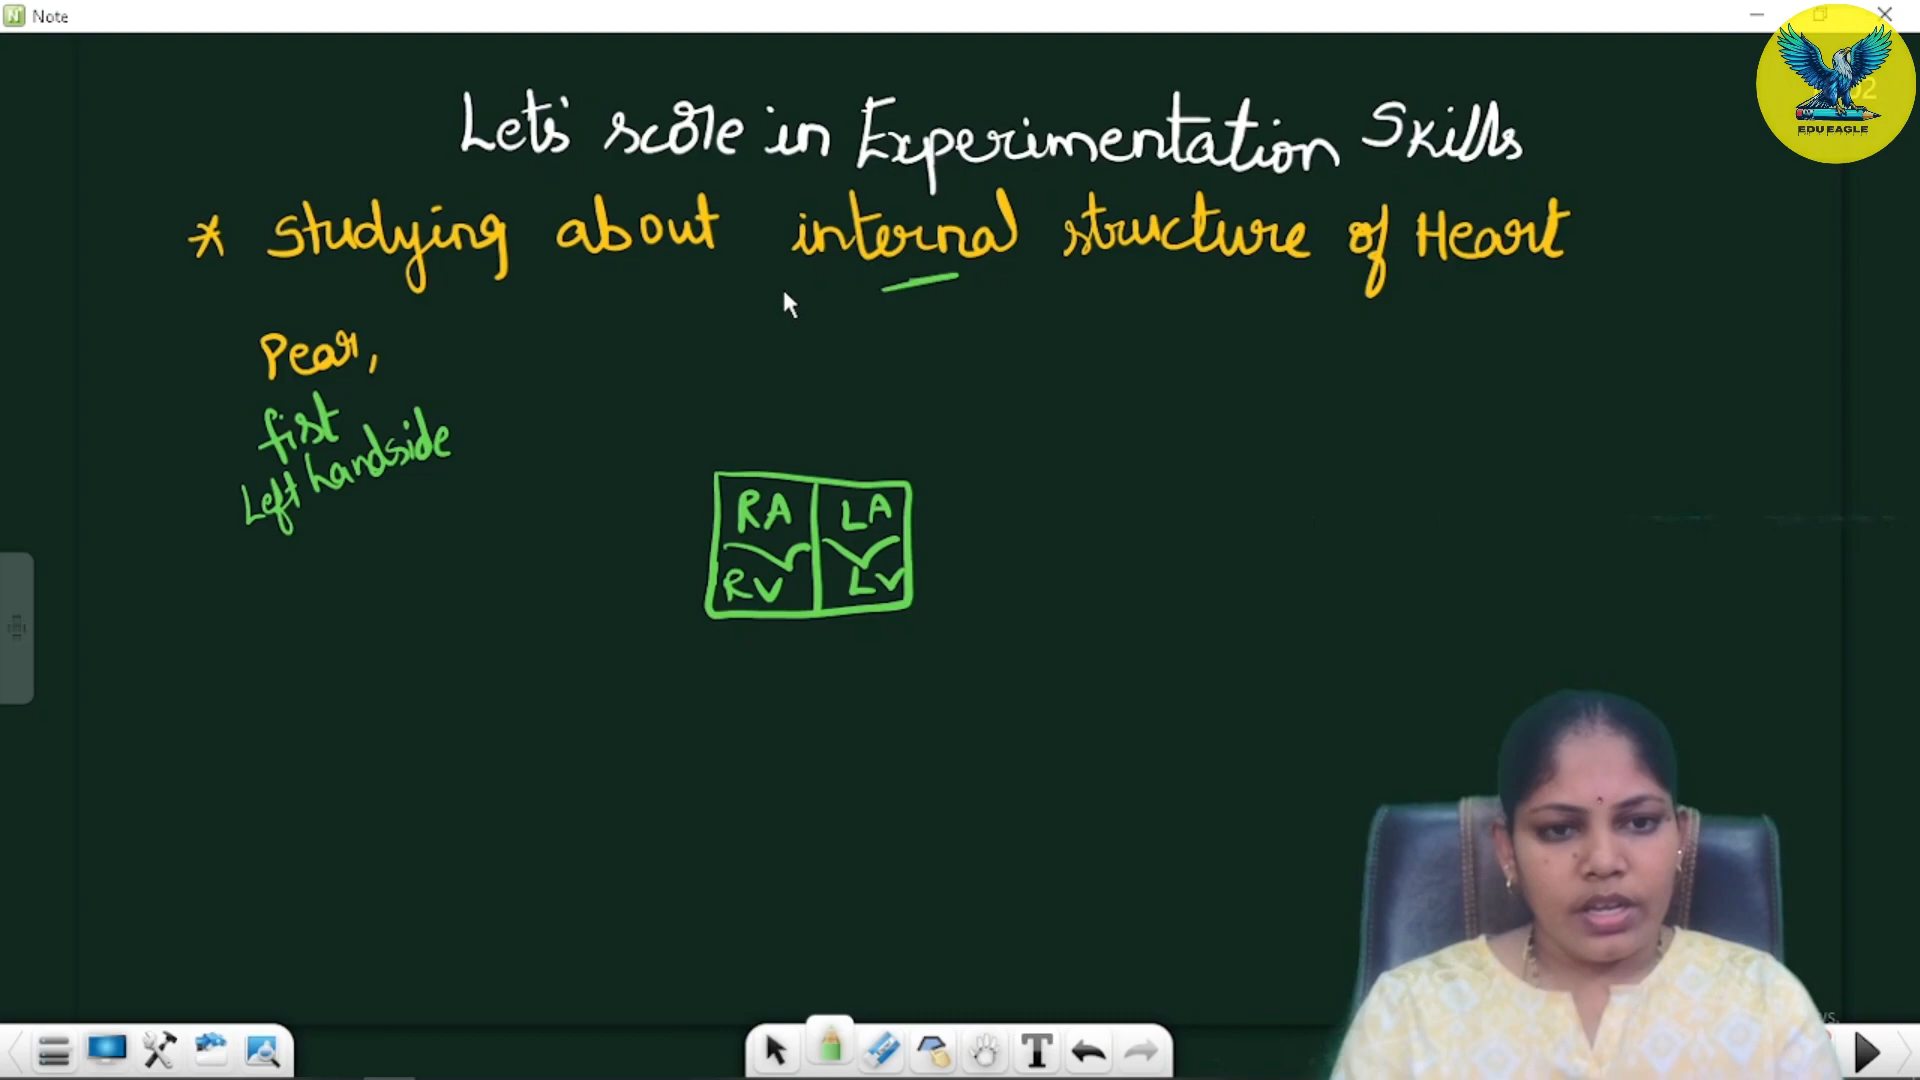 Note
EDU EAGLE
Let's score in Experimentation Skills
* Studying about internal structure of Heart
Pear,
fist
Left handside
RA LA
RV LV
T